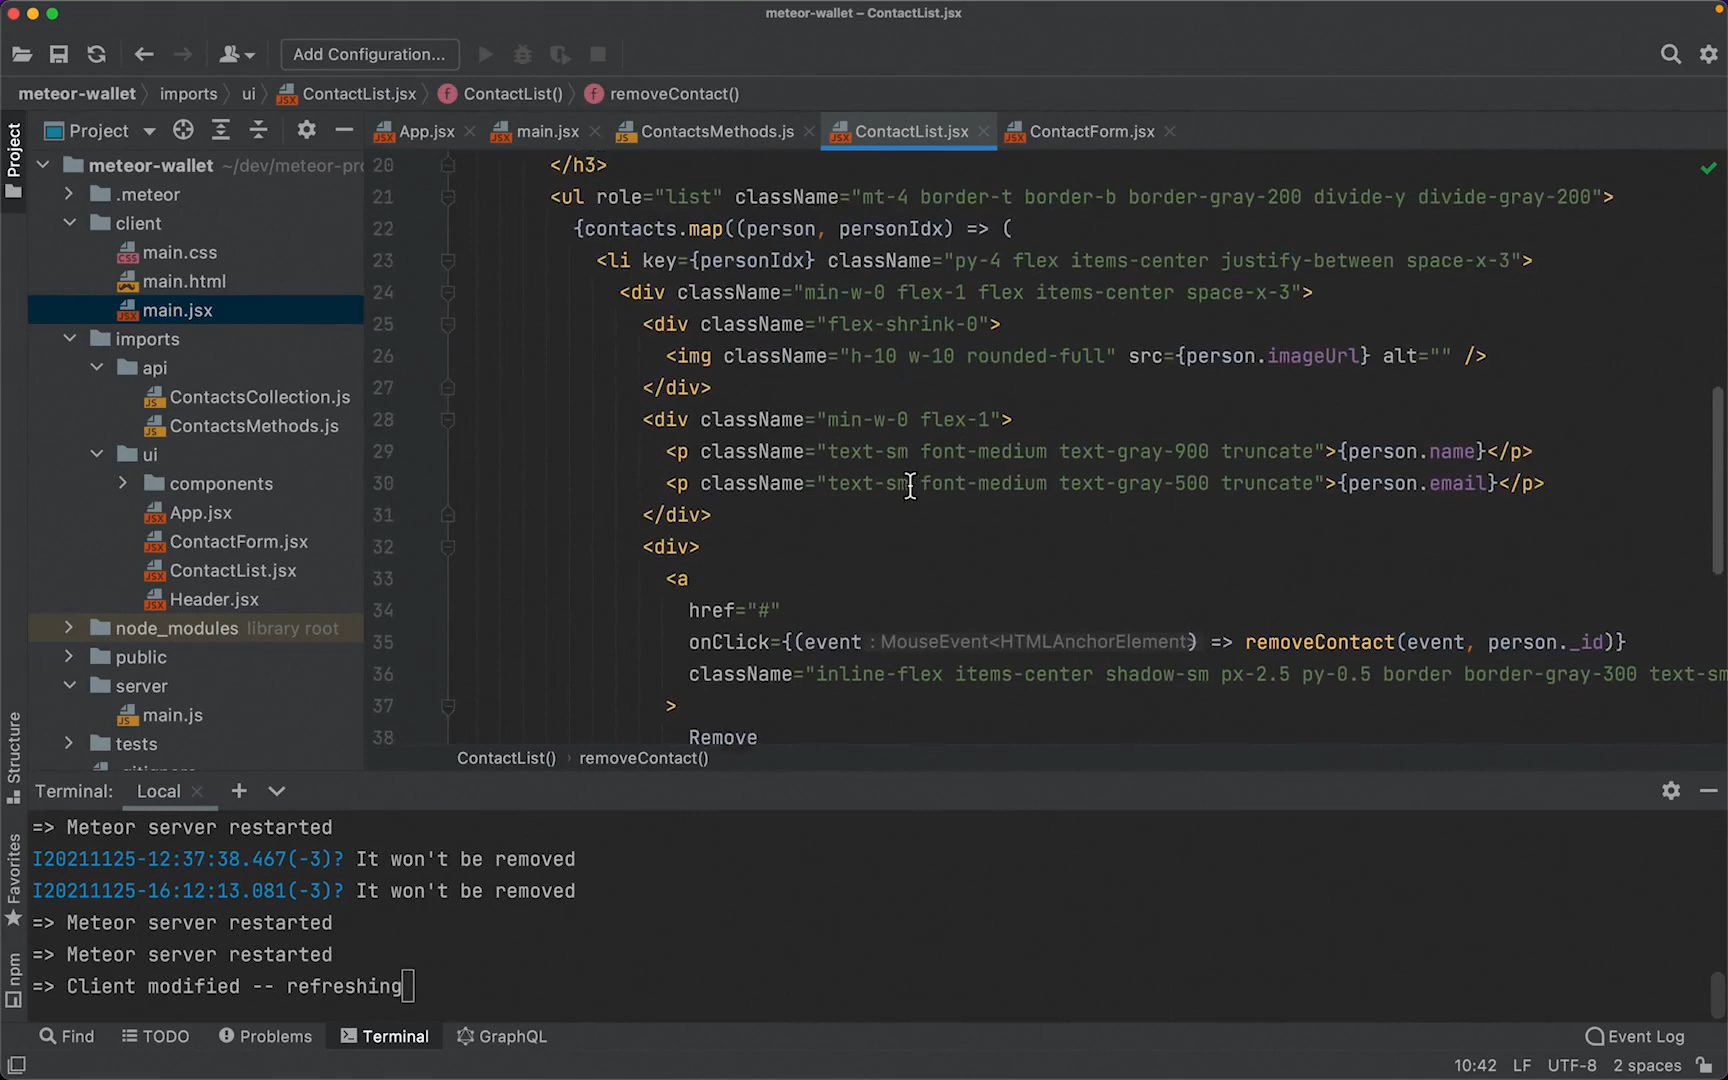 meteor-wallet – ContactList.jsx
Add Configuration...
meteor-wallet imports ui ContactList.jsx ContactList() removeContact()
Project App.jsx main.jsx ContactsMethods.js ContactList.jsx ContactForm.jsx
Project
Structure
Favorites
npm
meteor-wallet ~/dev/meteor-pro
.meteor
client
main.css
main.html
main.jsx
imports
api
ContactsCollection.js
ContactsMethods.js
ui
components
App.jsx
ContactForm.jsx
ContactList.jsx
Header.jsx
node_modules library root
public
server
main.js
tests
20 </h3>
21 <ul role="list" className="mt-4 border-t border-b border-gray-200 divide-y divide-gray-200">
22 {contacts.map((person, personIdx) => (
23 <li key={personIdx} className="py-4 flex items-center justify-between space-x-3">
24 <div className="min-w-0 flex-1 flex items-center space-x-3">
25 <div className="flex-shrink-0">
26 <img className="h-10 w-10 rounded-full" src={person.imageUrl} alt="" />
27 </div>
28 <div className="min-w-0 flex-1">
29 <p className="text-sm font-medium text-gray-900 truncate">{person.name}</p>
30 <p className="text-sm font-medium text-gray-500 truncate">{person.email}</p>
31 </div>
32 <div>
33 <a
34 href="#"
35 onClick={(event : MouseEvent<HTMLAnchorElement> ) => removeContact(event, person._id)}
36 className="inline-flex items-center shadow-sm px-2.5 py-0.5 border border-gray-300 text-sm
37 >
38 Remove
ContactList() › removeContact()
Terminal: Local
=> Meteor server restarted
I20211125-12:37:38.467(-3)? It won't be removed
I20211125-16:12:13.081(-3)? It won't be removed
=> Meteor server restarted
=> Meteor server restarted
=> Client modified -- refreshing
Find TODO Problems Terminal GraphQL Event Log
10:42 LF UTF-8 2 spaces